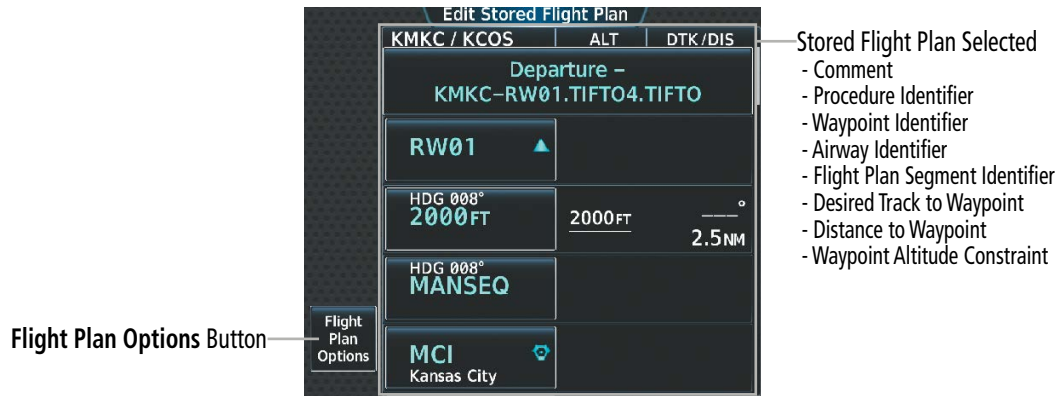 Edit Stored Flight Plan
KMKC / KCOS ALT DTK/DIS
Departure –
KMKC–RW01.TIFTO4.TIFTO
RW01
HDG 008°
2000FT 2000FT ___°
2.5NM
HDG 008°
MANSEQ
MCI
Kansas City
Flight
Plan
Options
Flight Plan Options Button
Stored Flight Plan Selected
- Comment
- Procedure Identifier
- Waypoint Identifier
- Airway Identifier
- Flight Plan Segment Identifier
- Desired Track to Waypoint
- Distance to Waypoint
- Waypoint Altitude Constraint